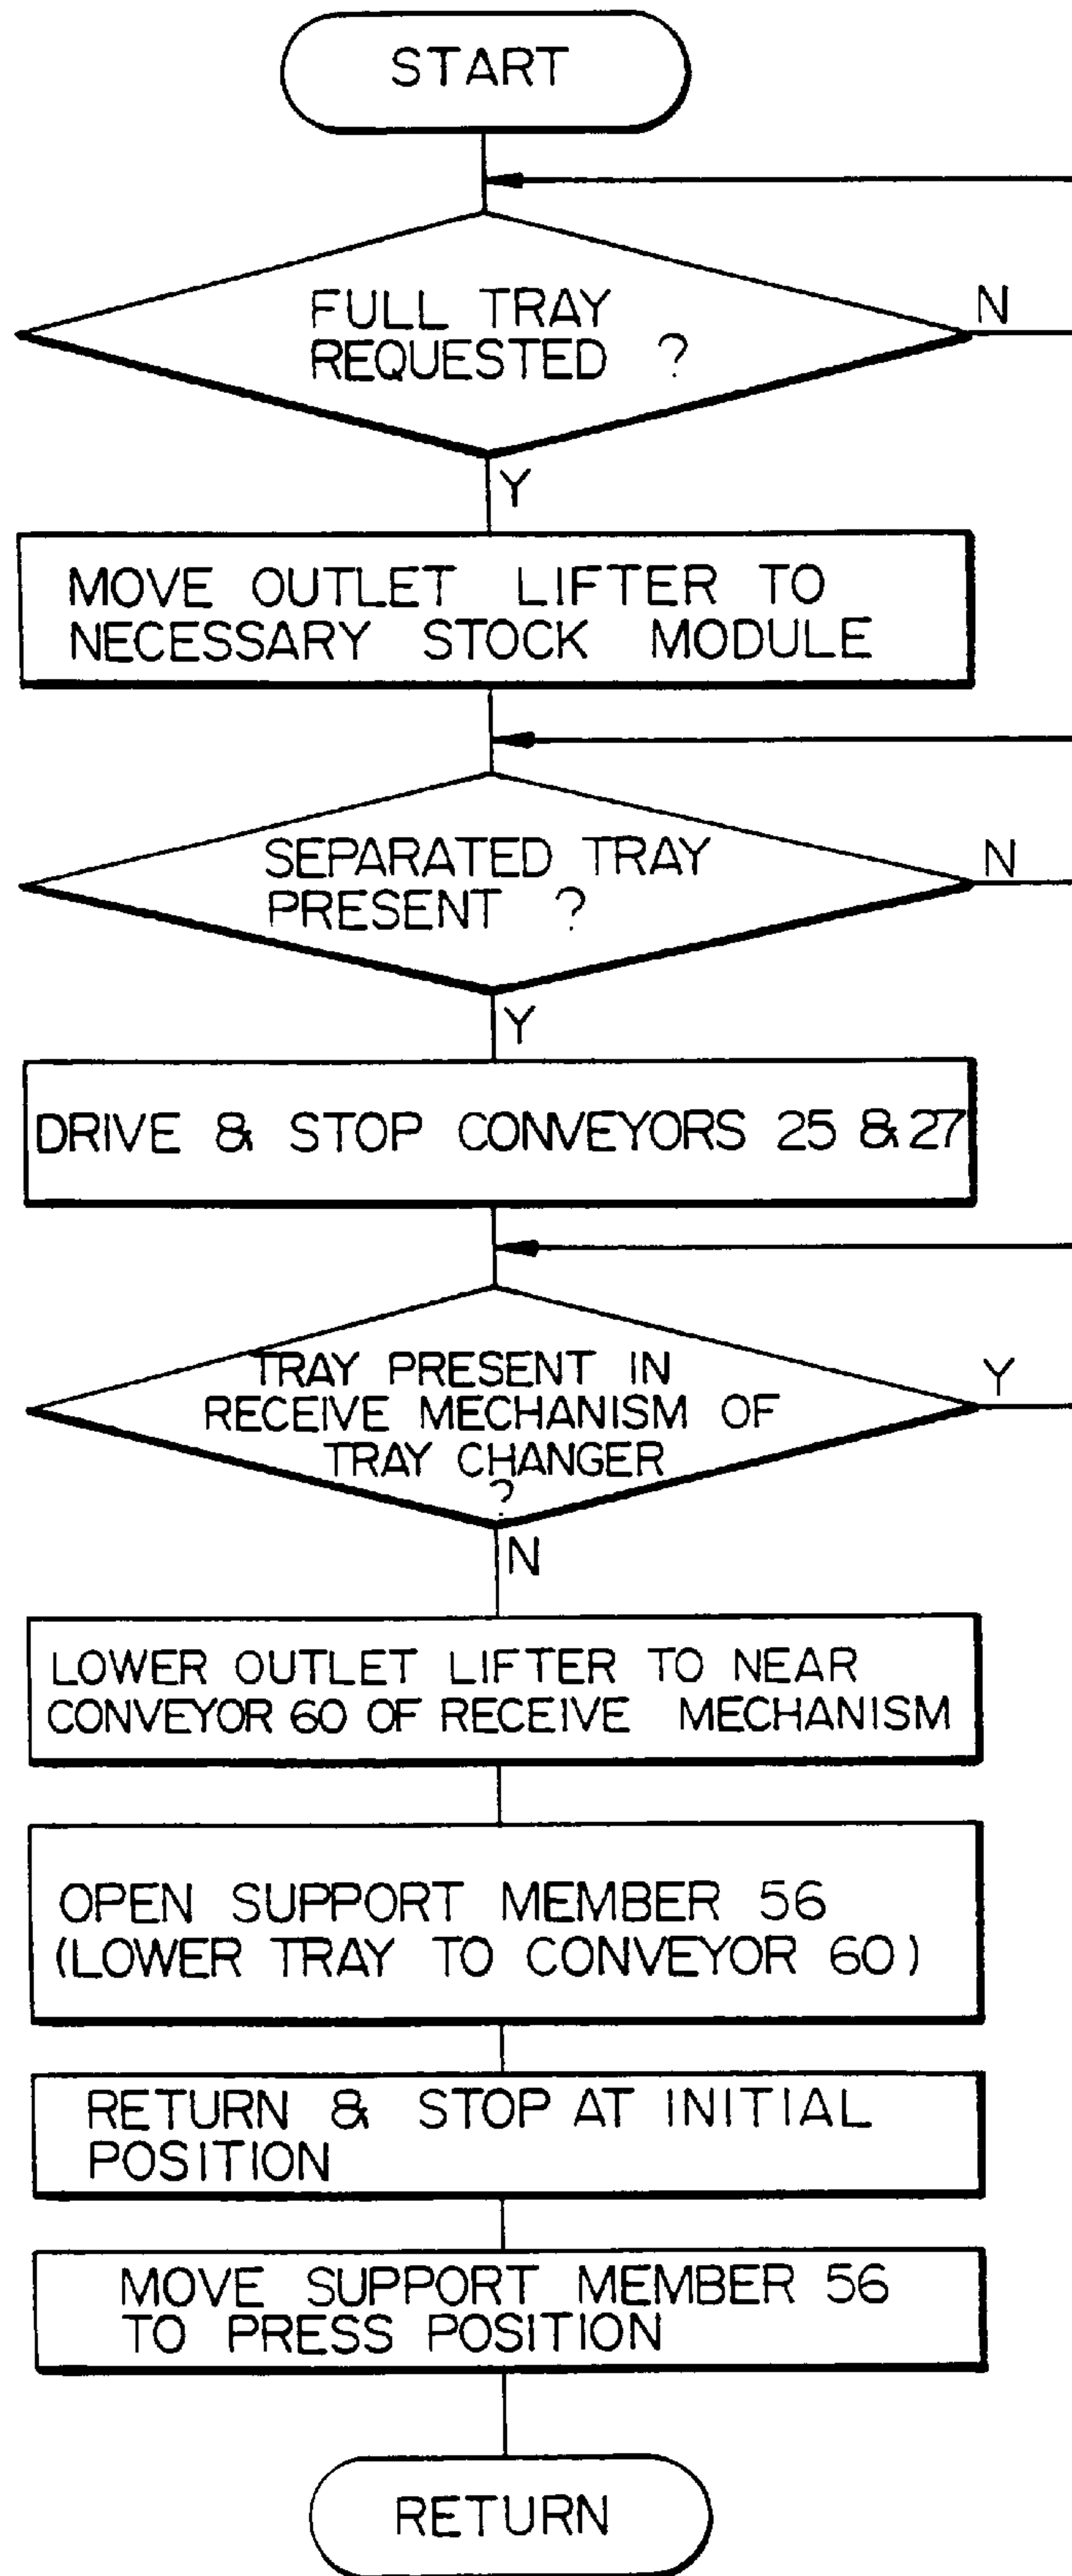 START
FULL TRAY
REQUESTED ?
N
Y
MOVE OUTLET LIFTER TO
NECESSARY STOCK MODULE
SEPARATED TRAY
PRESENT ?
N
Y
DRIVE & STOP CONVEYORS 25 & 27
TRAY PRESENT IN
RECEIVE MECHANISM OF
TRAY CHANGER
?
Y
N
LOWER OUTLET LIFTER TO NEAR
CONVEYOR 60 OF RECEIVE MECHANISM
OPEN SUPPORT MEMBER 56
(LOWER TRAY TO CONVEYOR 60)
RETURN & STOP AT INITIAL
POSITION
MOVE SUPPORT MEMBER 56
TO PRESS POSITION
RETURN